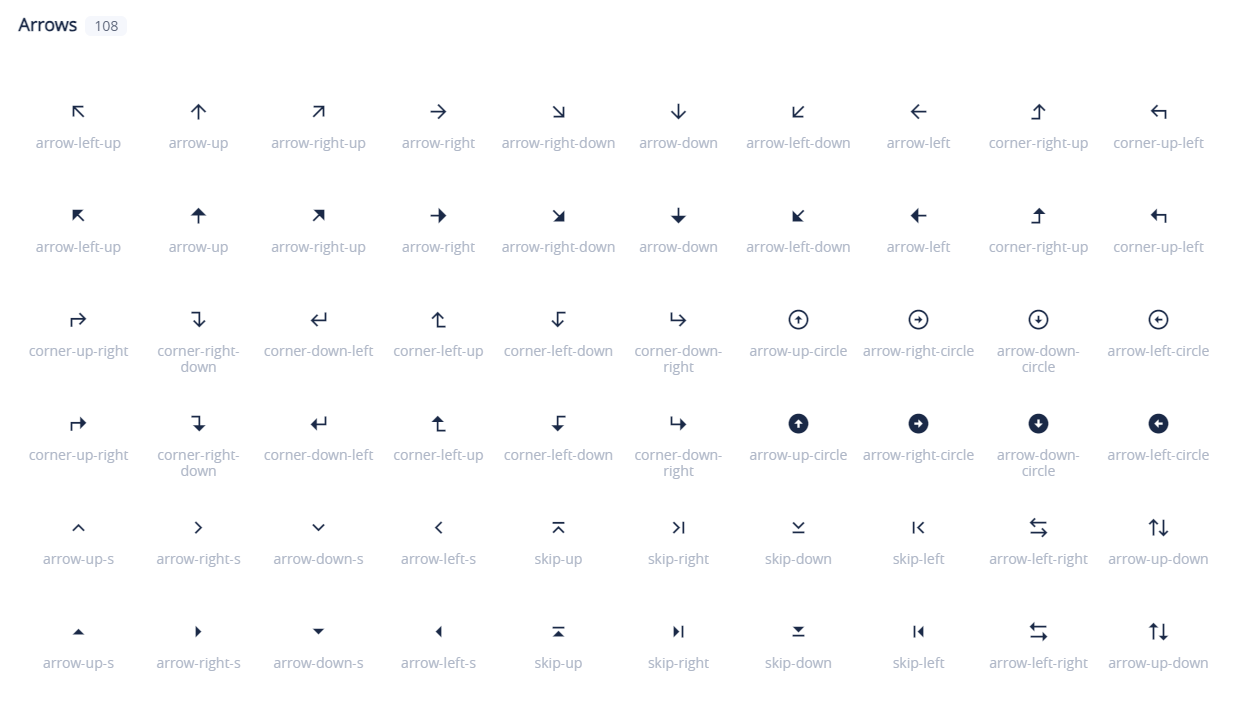 Arrows 108
arrow-left-up arrow-up arrow-right-up arrow-right arrow-right-down arrow-down arrow-left-down arrow-left corner-right-up corner-up-left
arrow-left-up arrow-up arrow-right-up arrow-right arrow-right-down arrow-down arrow-left-down arrow-left corner-right-up corner-up-left
corner-up-right corner-right- corner-down-left corner-left-up corner-left-down corner-down- arrow-up-circle arrow-right-circle arrow-down- arrow-left-circle
down right circle
corner-up-right corner-right- corner-down-left corner-left-up corner-left-down corner-down- arrow-up-circle arrow-right-circle arrow-down- arrow-left-circle
down right circle
arrow-up-s arrow-right-s arrow-down-s arrow-left-s skip-up skip-right skip-down skip-left arrow-left-right arrow-up-down
arrow-up-s arrow-right-s arrow-down-s arrow-left-s skip-up skip-right skip-down skip-left arrow-left-right arrow-up-down